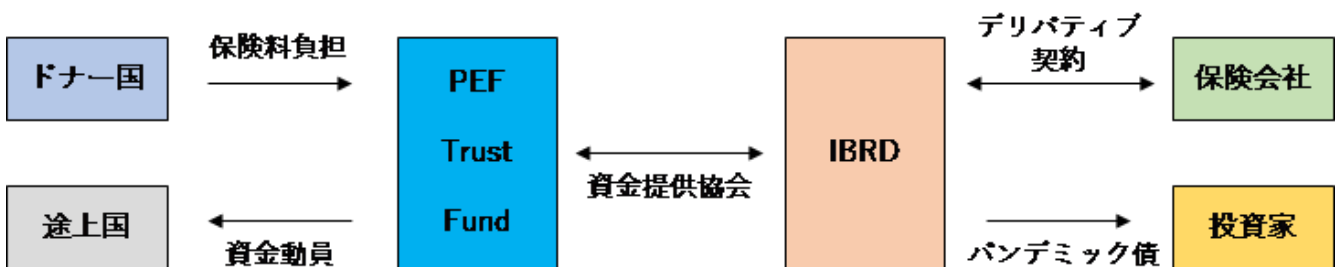 ドナー国
保険料負担
PEF
Trust
Fund
IBRD
デリバティブ
契約
保険会社
途上国
資金動員
資金提供協会
パンデミック債
投資家